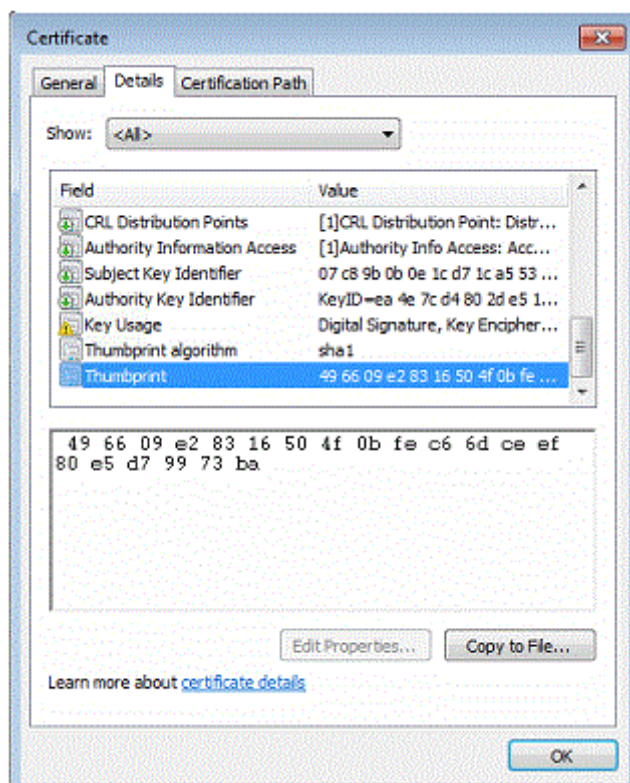 Certificate
General Details Certification Path
Show: <All>
Field Value
CRL Distribution Points [1]CRL Distribution Point: Distr...
Authority Information Access [1]Authority Info Access: Acc...
Subject Key Identifier 07 c8 9b 0b 0e 1c d7 1c a5 53 ...
Authority Key Identifier KeyID=ea 4e 7c d4 80 2d e5 1...
Key Usage Digital Signature, Key Encipher...
Thumbprint algorithm sha1
Thumbprint 49 66 09 e2 83 16 50 4f 0b fe ...
49 66 09 e2 83 16 50 4f 0b fe c6 6d ce ef
80 e5 d7 99 73 ba
Edit Properties... Copy to File...
Learn more about certificate details
OK